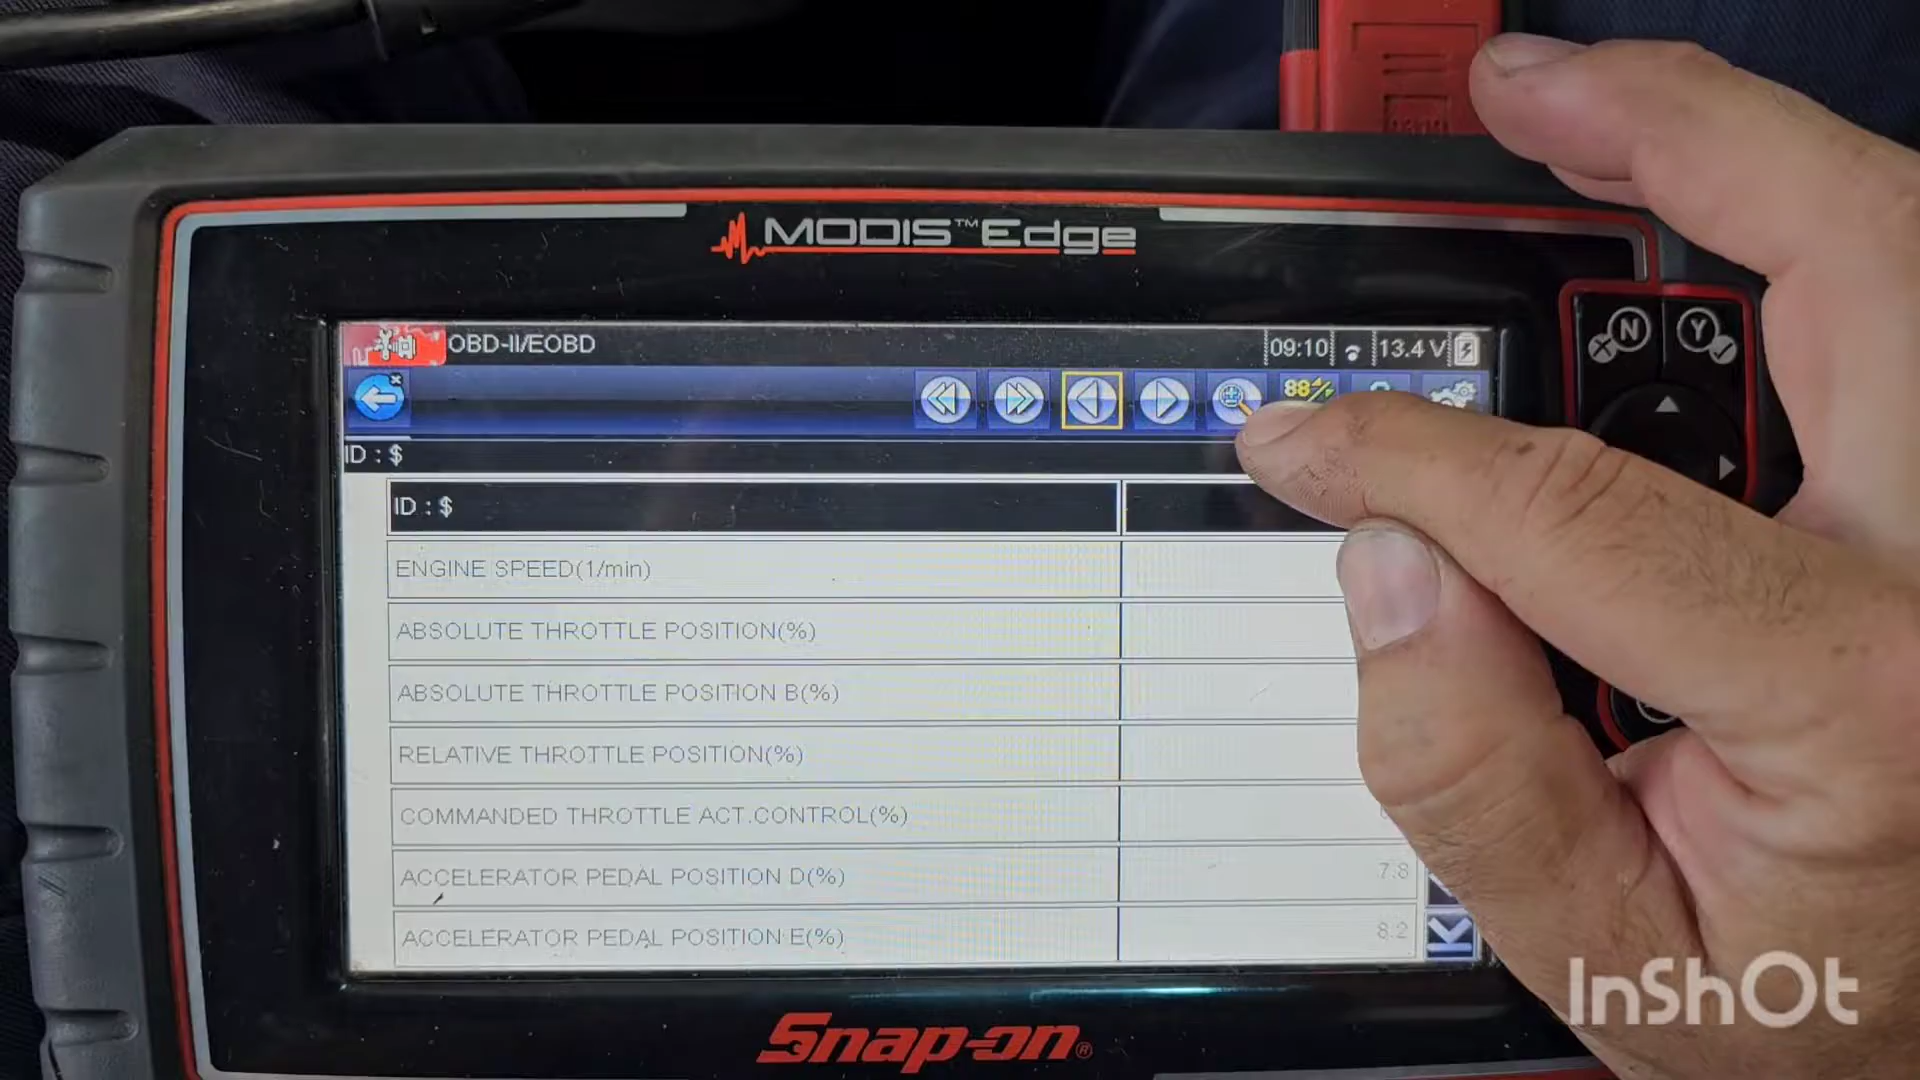 MODIS™ Edge
OBD-II/EOBD
09:10
13.4 V
88
ID : $
ID : $
ENGINE SPEED(1/min)
ABSOLUTE THROTTLE POSITION(%)
ABSOLUTE THROTTLE POSITION B(%)
RELATIVE THROTTLE POSITION(%)
COMMANDED THROTTLE ACT.CONTROL(%)
ACCELERATOR PEDAL POSITION D(%) 7.8
ACCELERATOR PEDAL POSITION E(%) 8.2
N
Y
Snap-on®
InShOt